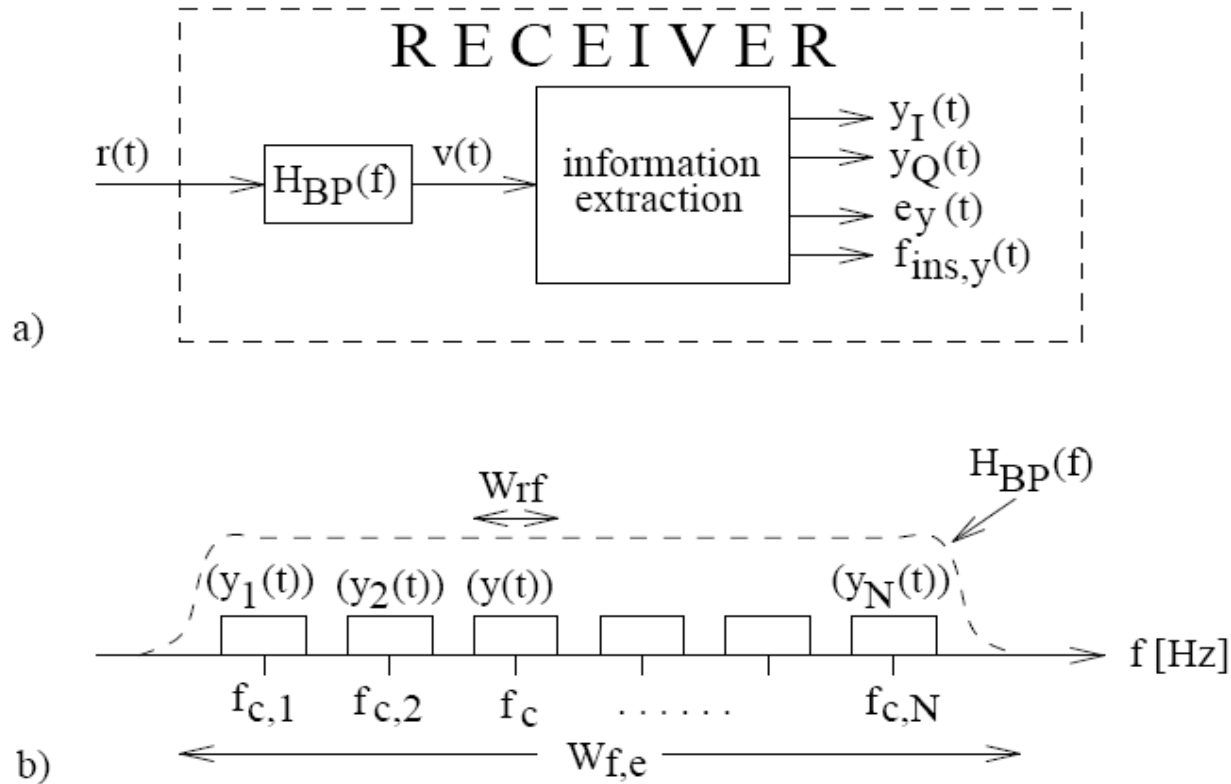 R E C E I V E R
r(t)
H_BP(f)
v(t)
information
extraction
y_I(t)
y_Q(t)
e_y(t)
f_ins,y(t)
a)
W_rf
H_BP(f)
(y_1(t)) (y_2(t)) (y(t)) (y_N(t))
f [Hz]
f_c,1 f_c,2 f_c . . . . . . f_c,N
W_f,e
b)